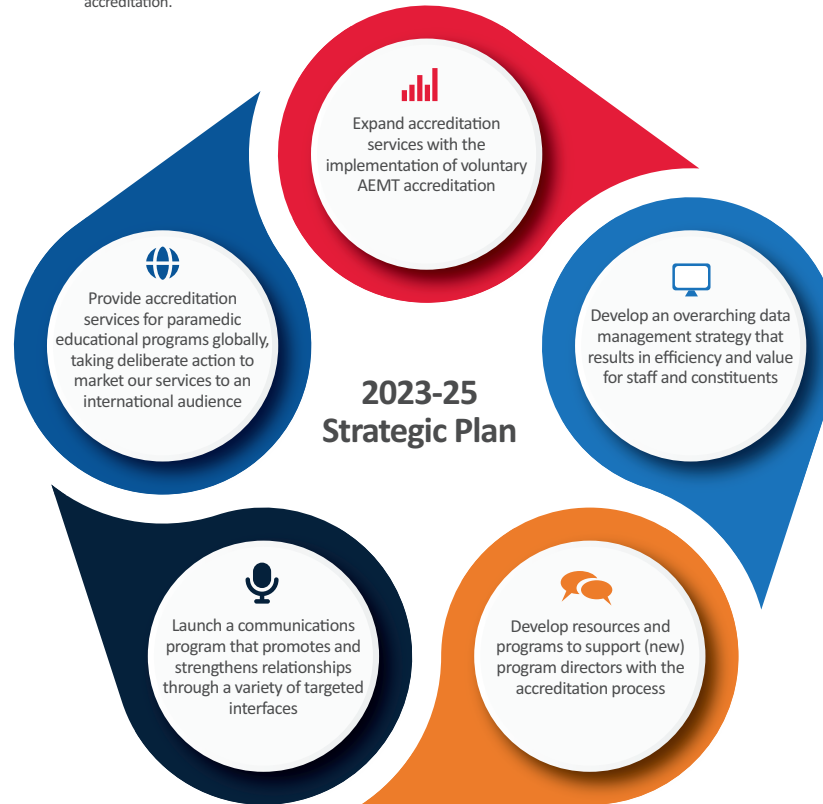 accreditation.
Expand accreditation
services with the
implementation of voluntary
AEMT accreditation
Develop an overarching data
management strategy that
results in efficiency and value
for staff and constituents
Develop resources and
programs to support (new)
program directors with the
accreditation process
Launch a communications
program that promotes and
strengthens relationships
through a variety of targeted
interfaces
Provide accreditation
services for paramedic
educational programs globally,
taking deliberate action to
market our services to an
international audience
2023-25
Strategic Plan